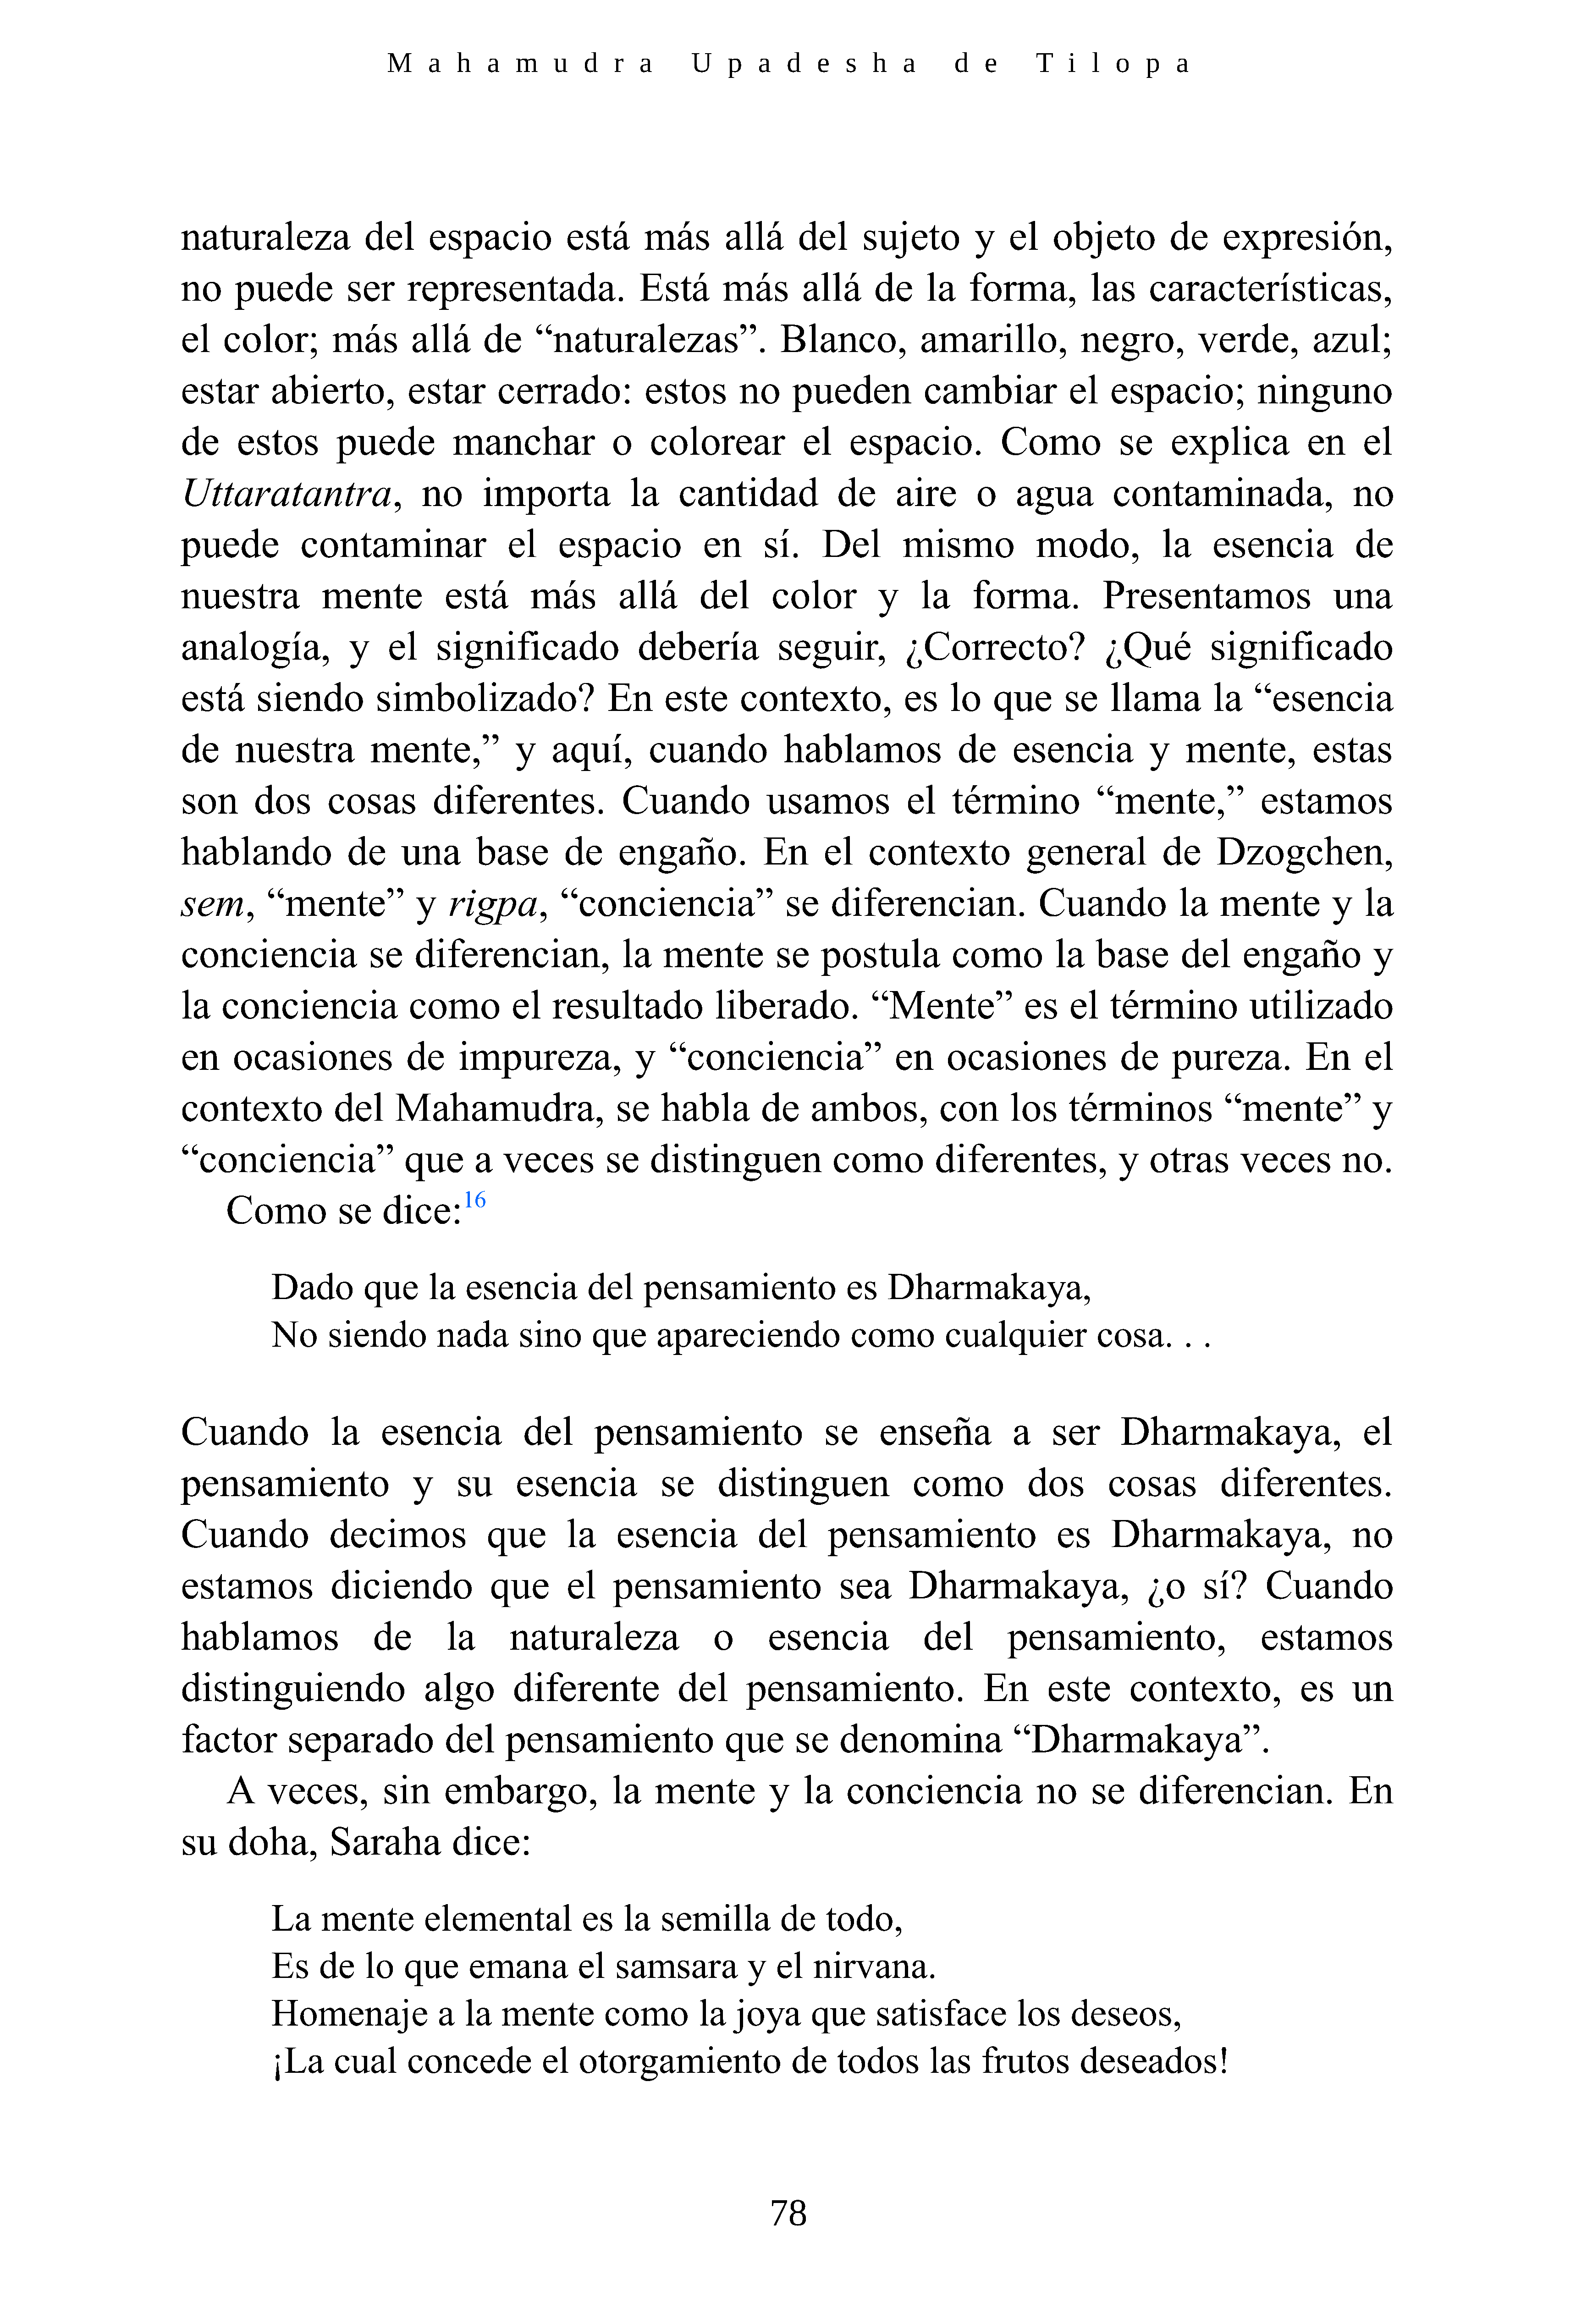 Mahamudra Upadesha de Tilopa
naturaleza del espacio está más allá del sujeto y el objeto de expresión,
no puede ser representada. Está más allá de la forma, las características,
el color; más allá de “naturalezas”. Blanco, amarillo, negro, verde, azul;
estar abierto, estar cerrado: estos no pueden cambiar el espacio; ninguno
de estos puede manchar o colorear el espacio. Como se explica en el
Uttaratantra, no importa la cantidad de aire o agua contaminada, no
puede contaminar el espacio en sí. Del mismo modo, la esencia de
nuestra mente está más allá del color y la forma. Presentamos una
analogía, y el significado debería seguir, ¿Correcto? ¿Qué significado
está siendo simbolizado? En este contexto, es lo que se llama la “esencia
de nuestra mente,” y aquí, cuando hablamos de esencia y mente, estas
son dos cosas diferentes. Cuando usamos el término “mente,” estamos
hablando de una base de engaño. En el contexto general de Dzogchen,
sem, “mente” y rigpa, “conciencia” se diferencian. Cuando la mente y la
conciencia se diferencian, la mente se postula como la base del engaño y
la conciencia como el resultado liberado. “Mente” es el término utilizado
en ocasiones de impureza, y “conciencia” en ocasiones de pureza. En el
contexto del Mahamudra, se habla de ambos, con los términos “mente” y
“conciencia” que a veces se distinguen como diferentes, y otras veces no.
Como se dice:16
Dado que la esencia del pensamiento es Dharmakaya,
No siendo nada sino que apareciendo como cualquier cosa. . .
Cuando la esencia del pensamiento se enseña a ser Dharmakaya, el
pensamiento y su esencia se distinguen como dos cosas diferentes.
Cuando decimos que la esencia del pensamiento es Dharmakaya, no
estamos diciendo que el pensamiento sea Dharmakaya, ¿o sí? Cuando
hablamos de la naturaleza o esencia del pensamiento, estamos
distinguiendo algo diferente del pensamiento. En este contexto, es un
factor separado del pensamiento que se denomina “Dharmakaya”.
A veces, sin embargo, la mente y la conciencia no se diferencian. En
su doha, Saraha dice:
La mente elemental es la semilla de todo,
Es de lo que emana el samsara y el nirvana.
Homenaje a la mente como la joya que satisface los deseos,
¡La cual concede el otorgamiento de todos las frutos deseados!
78